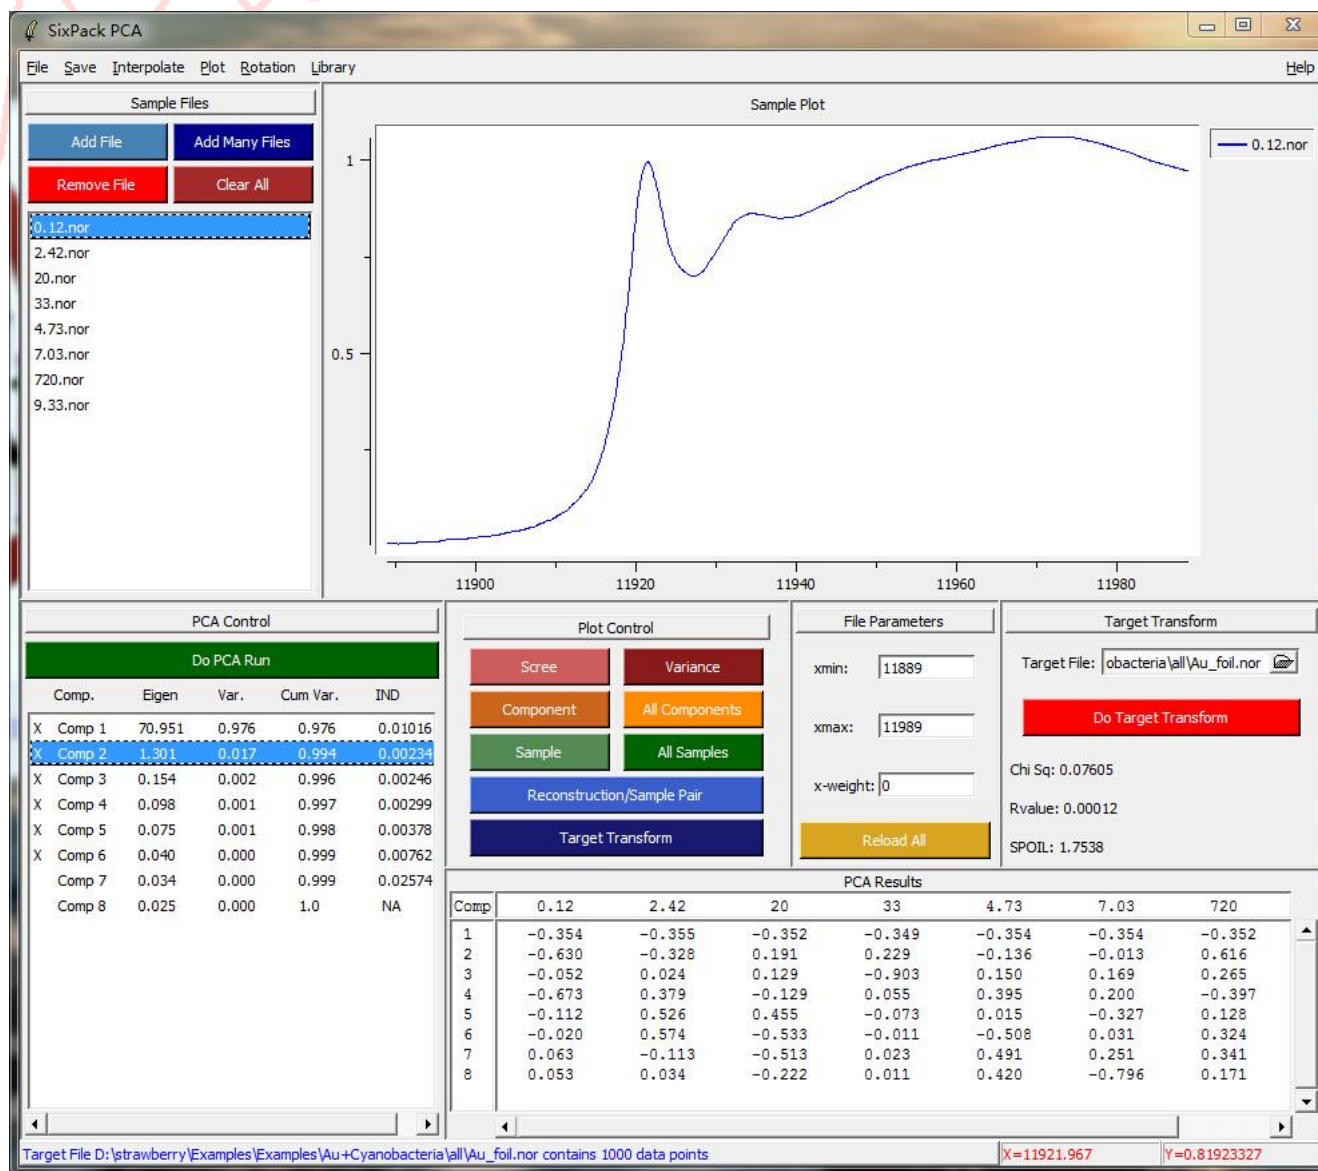 SixPack PCA
File Save Interpolate Plot Rotation Library Help
Sample Files
Add File Add Many Files
Remove File Clear All
0.12.nor
2.42.nor
20.nor
33.nor
4.73.nor
7.03.nor
720.nor
9.33.nor
Sample Plot
0.12.nor
1
0.5
11900 11920 11940 11960 11980
PCA Control
Do PCA Run
Comp. Eigen Var. Cum Var. IND
X Comp 1 70.951 0.976 0.976 0.01016
X Comp 2 1.301 0.017 0.994 0.00234
X Comp 3 0.154 0.002 0.996 0.00246
X Comp 4 0.098 0.001 0.997 0.00299
X Comp 5 0.075 0.001 0.998 0.00378
X Comp 6 0.040 0.000 0.999 0.00762
Comp 7 0.034 0.000 0.999 0.02574
Comp 8 0.025 0.000 1.0 NA
Plot Control
Scree Variance
Component All Components
Sample All Samples
Reconstruction/Sample Pair
Target Transform
File Parameters
xmin: 11889
xmax: 11989
x-weight: 0
Reload All
Target Transform
Target File: obacteria\all\Au_foil.nor
Do Target Transform
Chi Sq: 0.07605
Rvalue: 0.00012
SPOIL: 1.7538
PCA Results
Comp 0.12 2.42 20 33 4.73 7.03 720
1 -0.354 -0.355 -0.352 -0.349 -0.354 -0.354 -0.352
2 -0.630 -0.328 0.191 0.229 -0.136 -0.013 0.616
3 -0.052 0.024 0.129 -0.903 0.150 0.169 0.265
4 -0.673 0.379 -0.129 0.055 0.395 0.200 -0.397
5 -0.112 0.526 0.455 -0.073 0.015 -0.327 0.128
6 -0.020 0.574 -0.533 -0.011 -0.508 0.031 0.324
7 0.063 -0.113 -0.513 0.023 0.491 0.251 0.341
8 0.053 0.034 -0.222 0.011 0.420 -0.796 0.171
Target File D:\strawberry\Examples\Examples\Au+Cyanobacteria\all\Au_foil.nor contains 1000 data points X=11921.967 Y=0.81923327